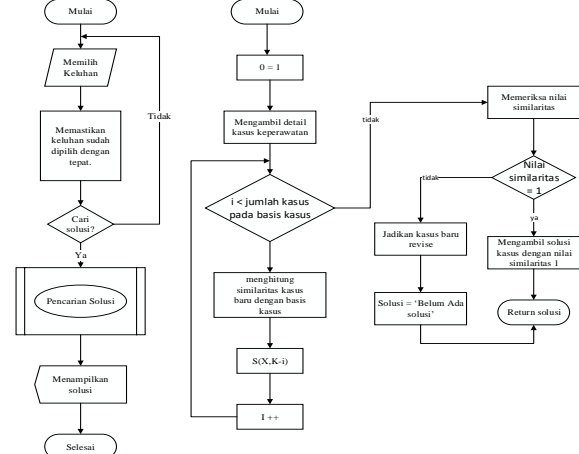 Mulai
Memilih
Keluhan
Tidak
Memastikan
keluhan sudah
dipilih dengan
tepat.
Cari
solusi?
Ya
Pencarian Solusi
Menampilkan
solusi
Selesai
Mulai
0 = 1
Mengambil detail
kasus keperawatan
i < jumlah kasus
pada basis kasus
tidak
menghitung
similaritas kasus
baru dengan basis
kasus
S(X,K-i)
I ++
Memeriksa nilai
similaritas
Nilai
similaritas
= 1
tidak
ya
Jadikan kasus baru
revise
Mengambil solusi
kasus dengan nilai
similaritas 1
Solusi = ‘Belum Ada
solusi’
Return solusi